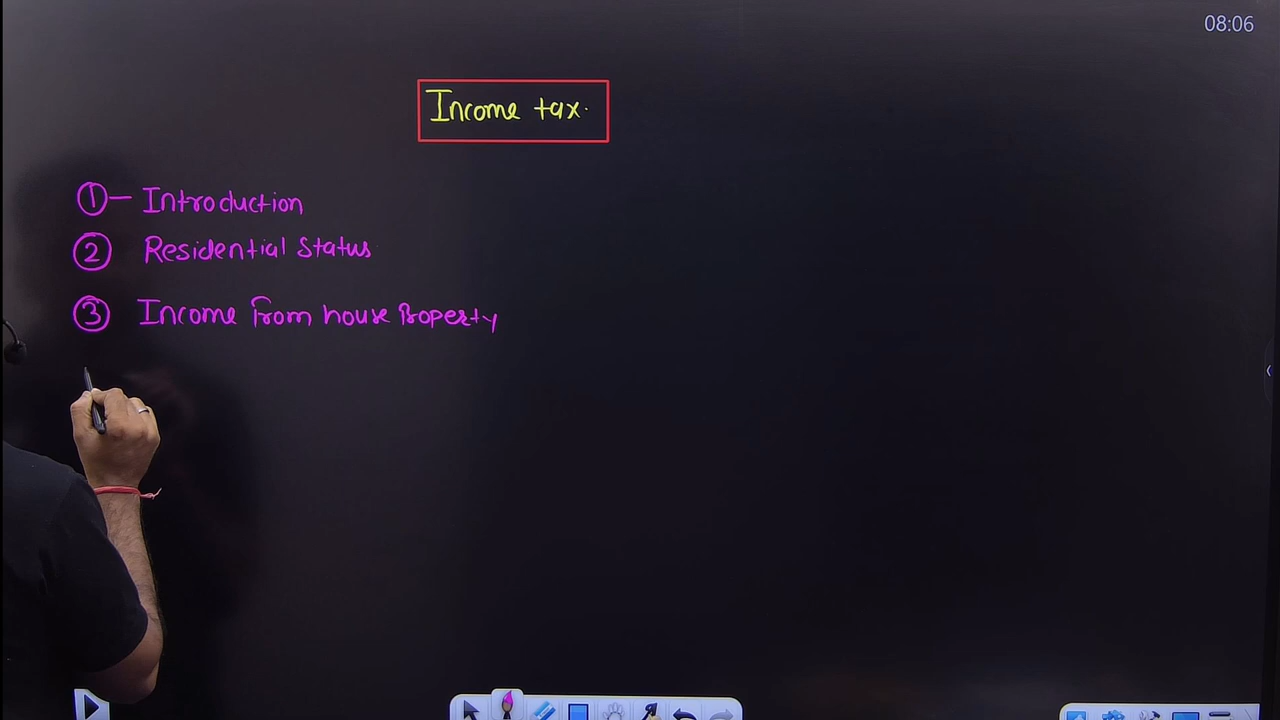 08:06
Income tax.
① — Introduction
② Residential Status
③ Income from house Property